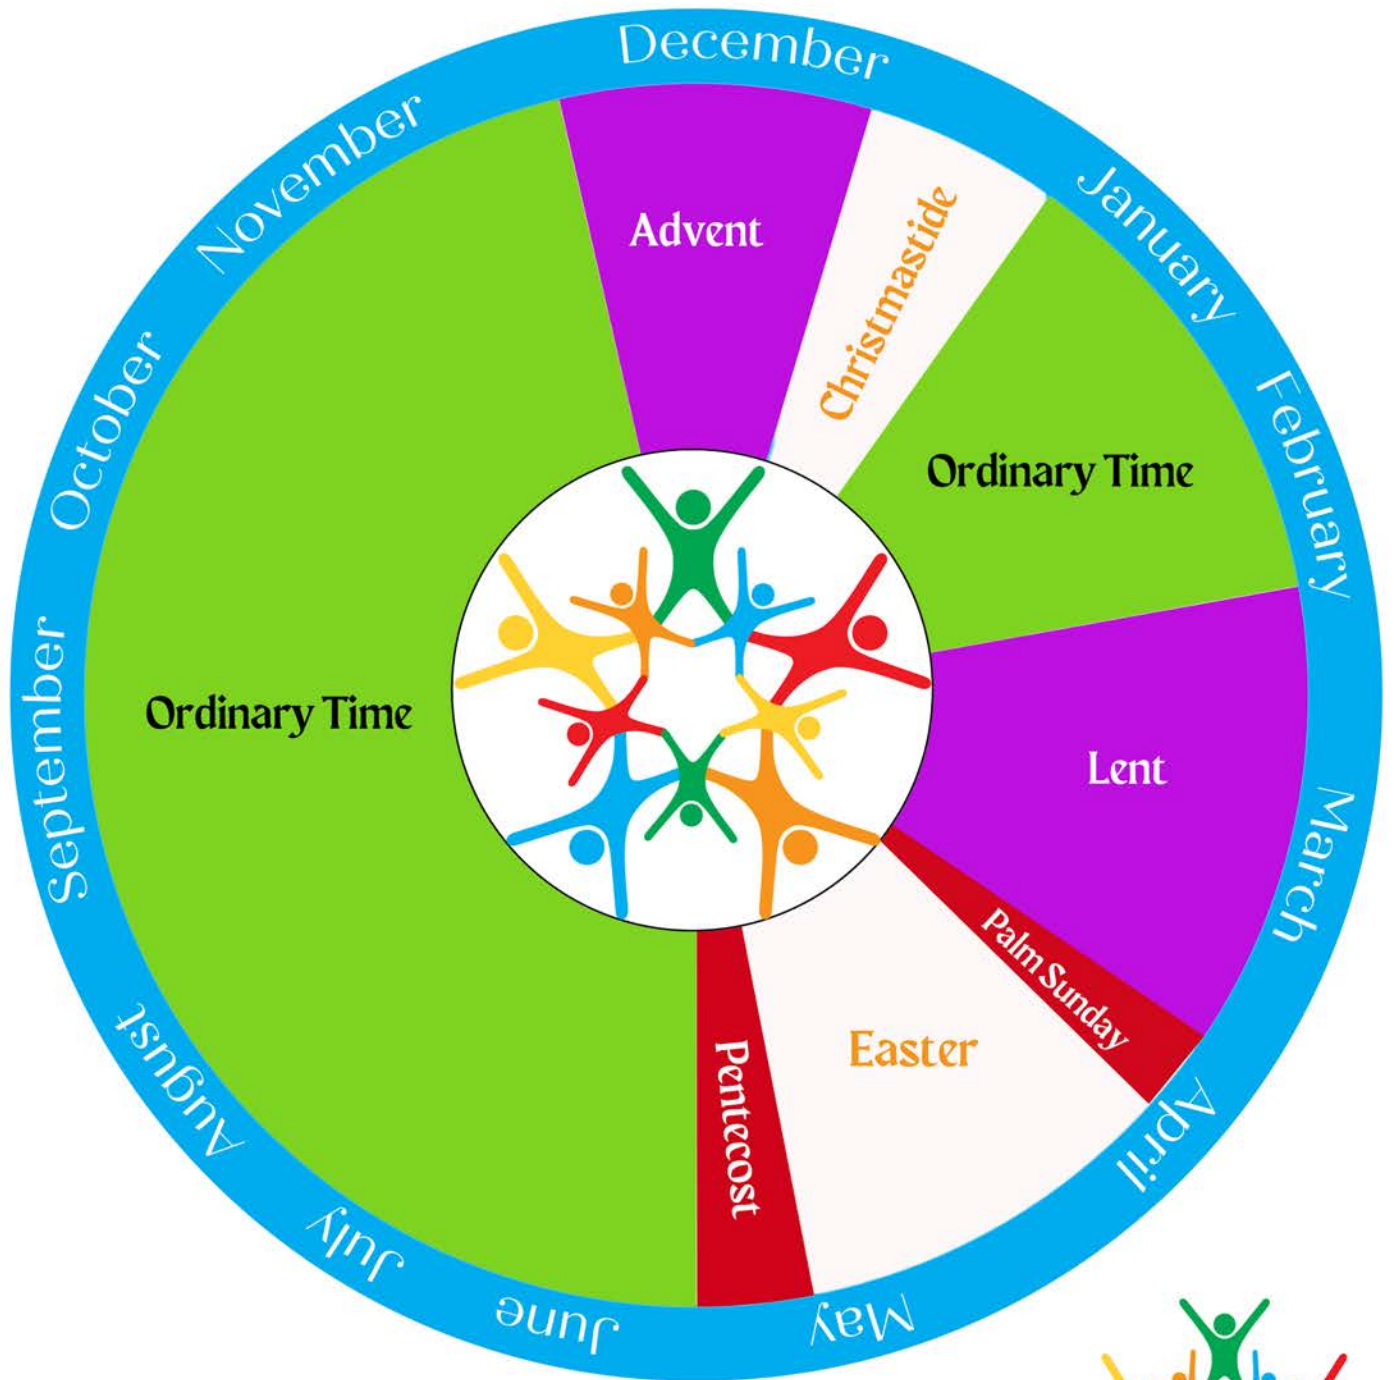 December
January
February
March
April
May
June
July
August
September
October
November
Advent
Christmastide
Ordinary Time
Lent
Palm Sunday
Easter
Pentecost
Ordinary Time